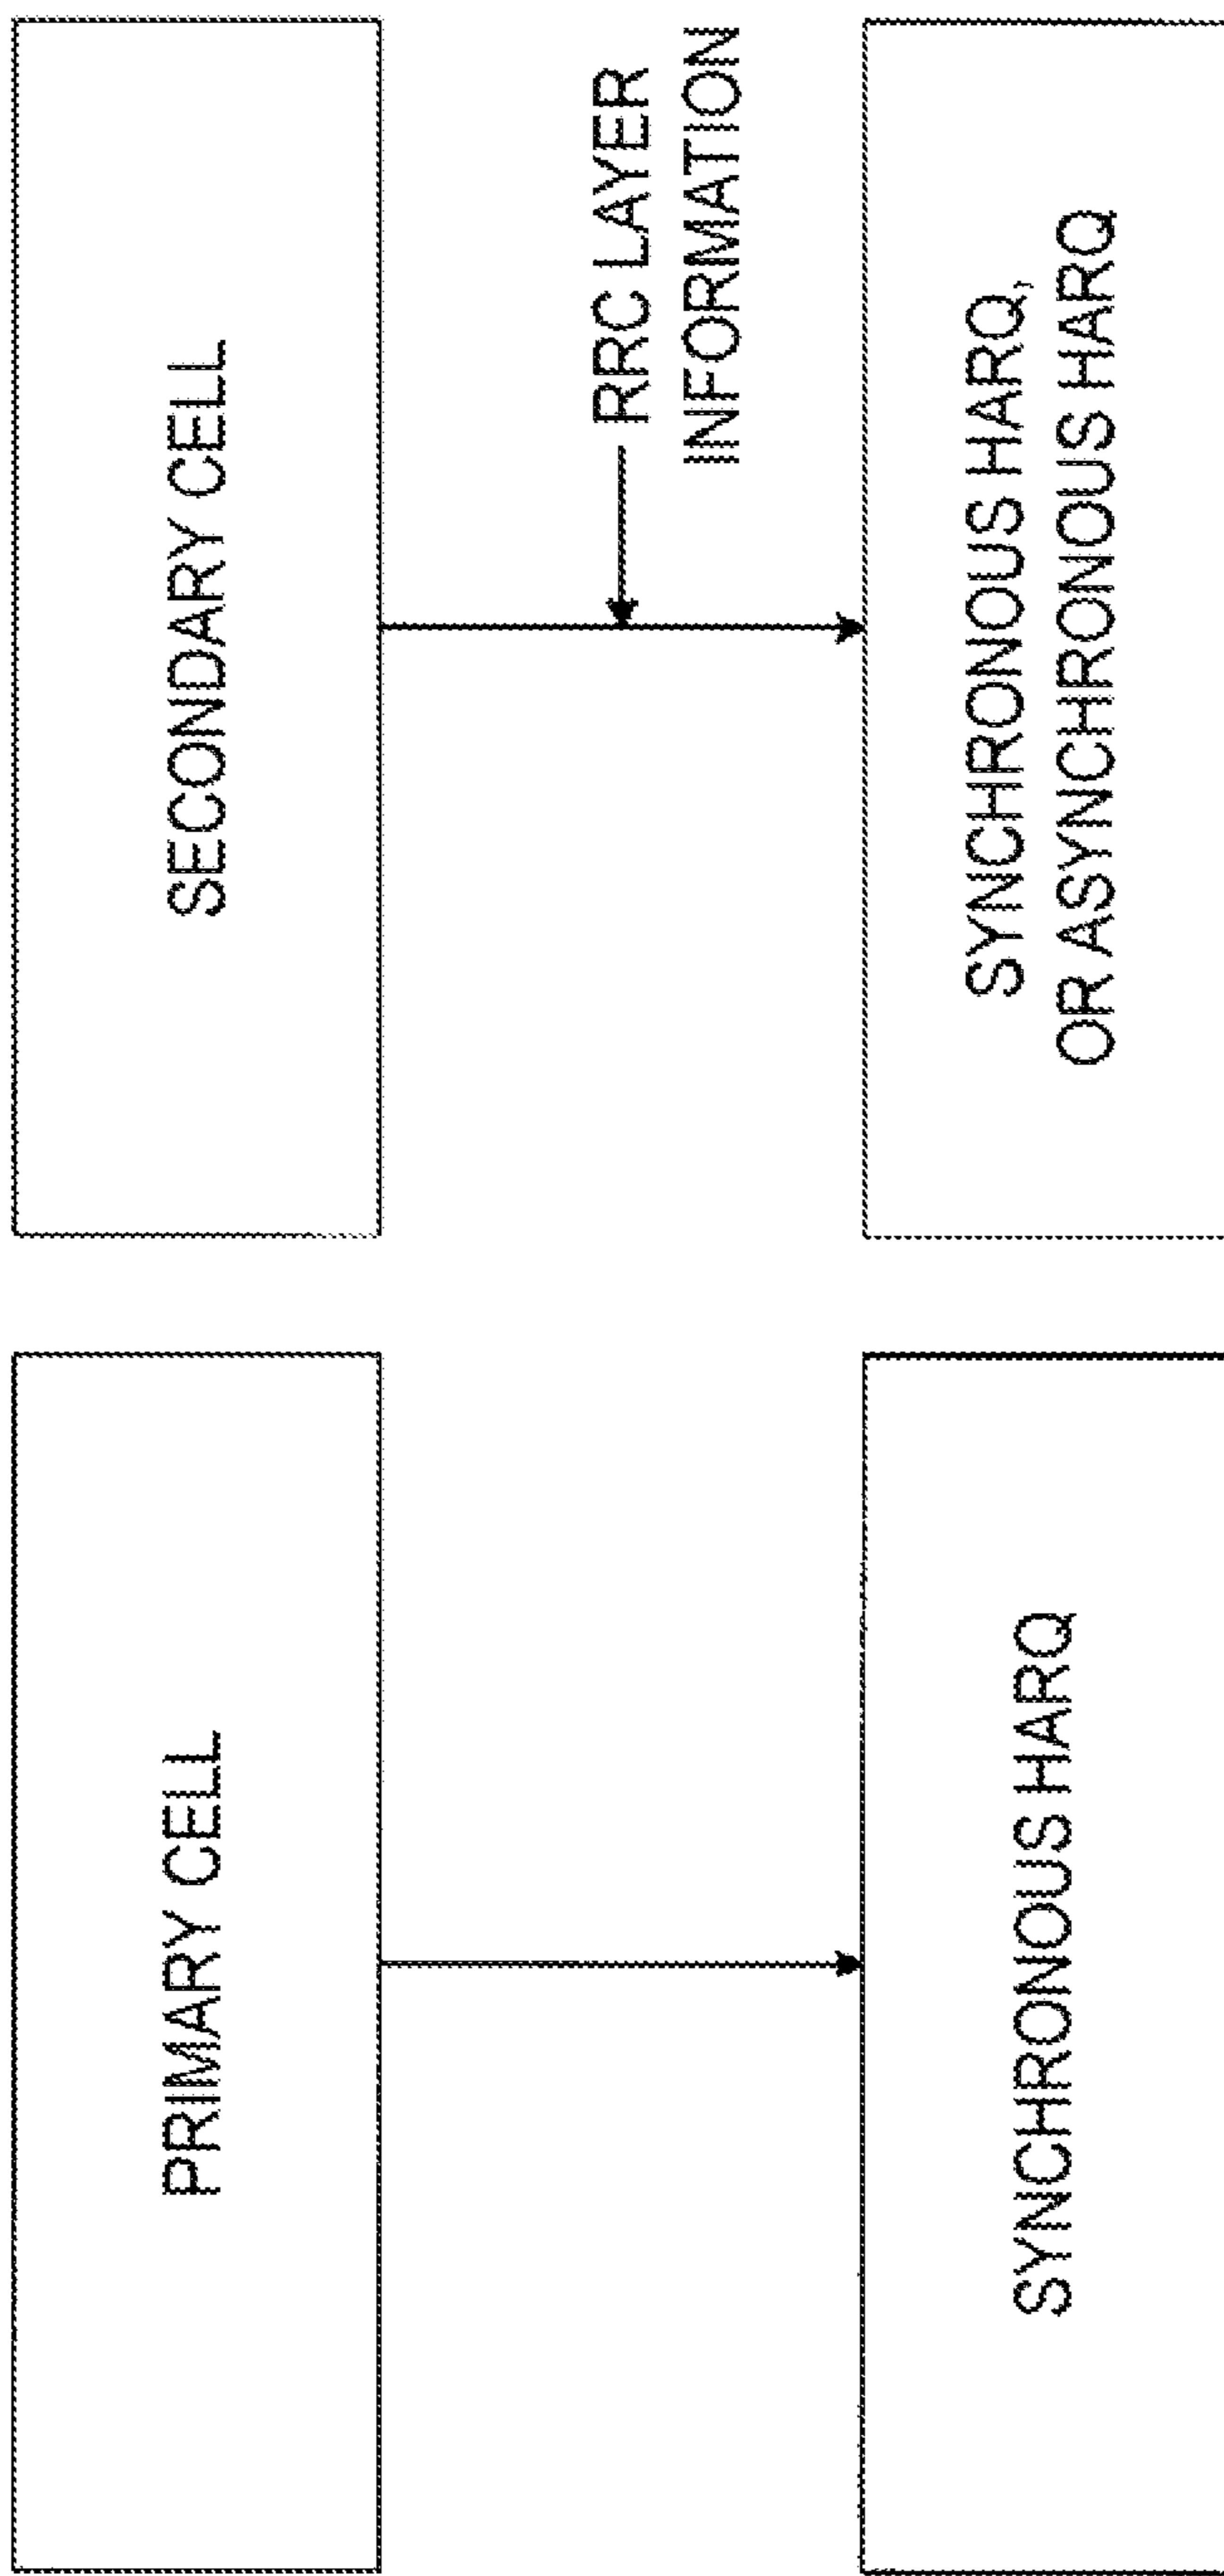 PRIMARY CELL
SECONDARY CELL
RRC LAYER
INFORMATION
SYNCHRONOUS HARQ
SYNCHRONOUS HARQ,
OR ASYNCHRONOUS HARQ